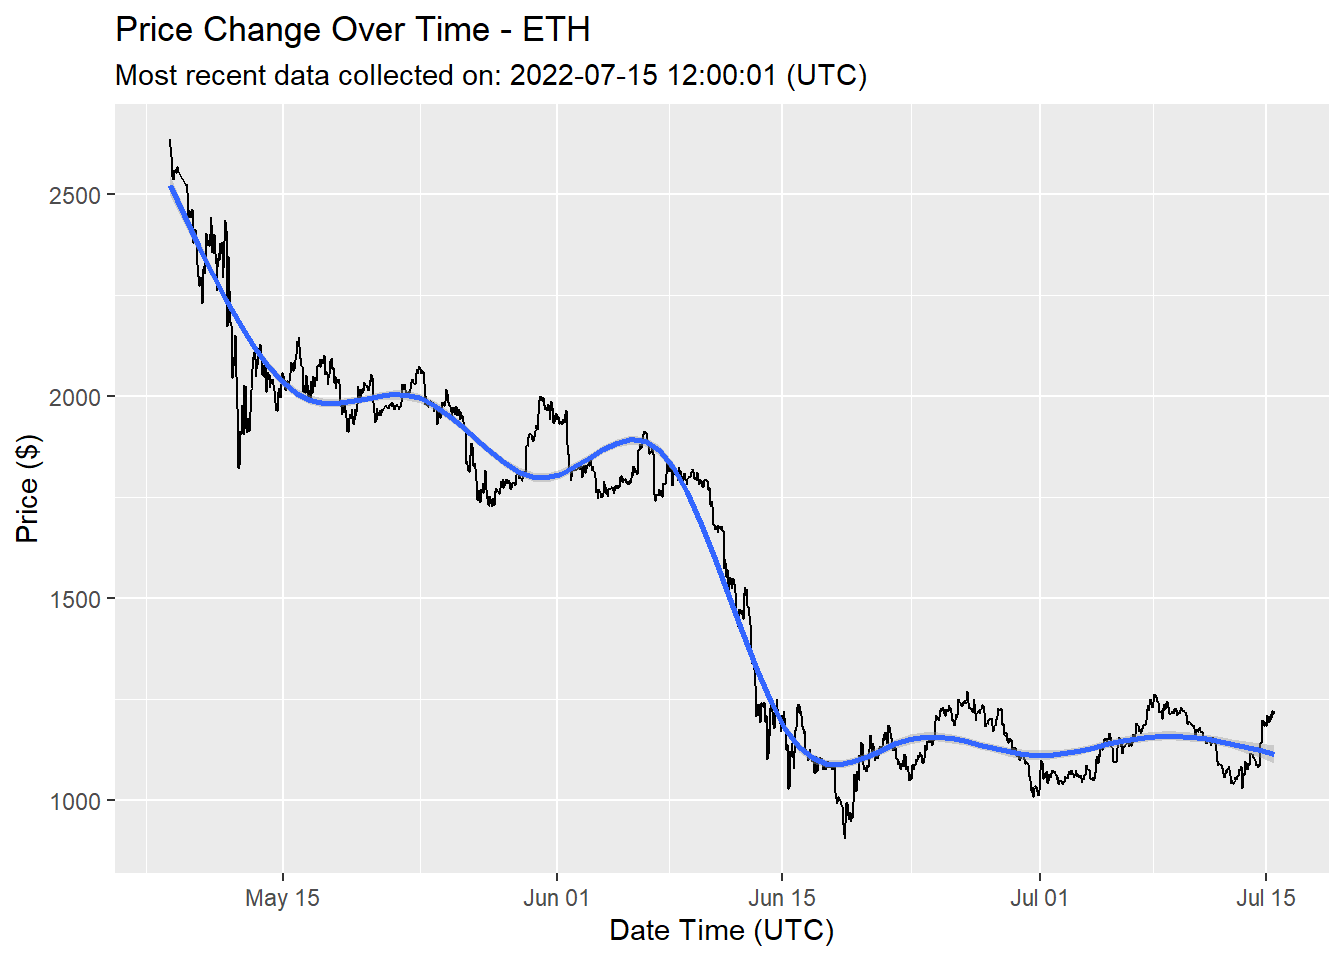 Price Change Over Time - ETH
Most recent data collected on: 2022-07-15 12:00:01 (UTC)
Price ($)
2500
2000
1500
1000
May 15
Jun 01
Jun 15
Jul 01
Jul 15
Date Time (UTC)